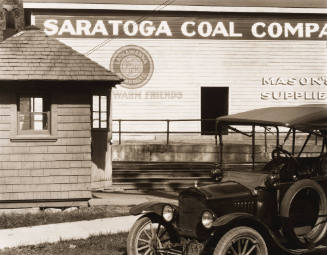 SARATOGA COAL COMPA
WARM FRIENDS
MASON
SUPPLIE